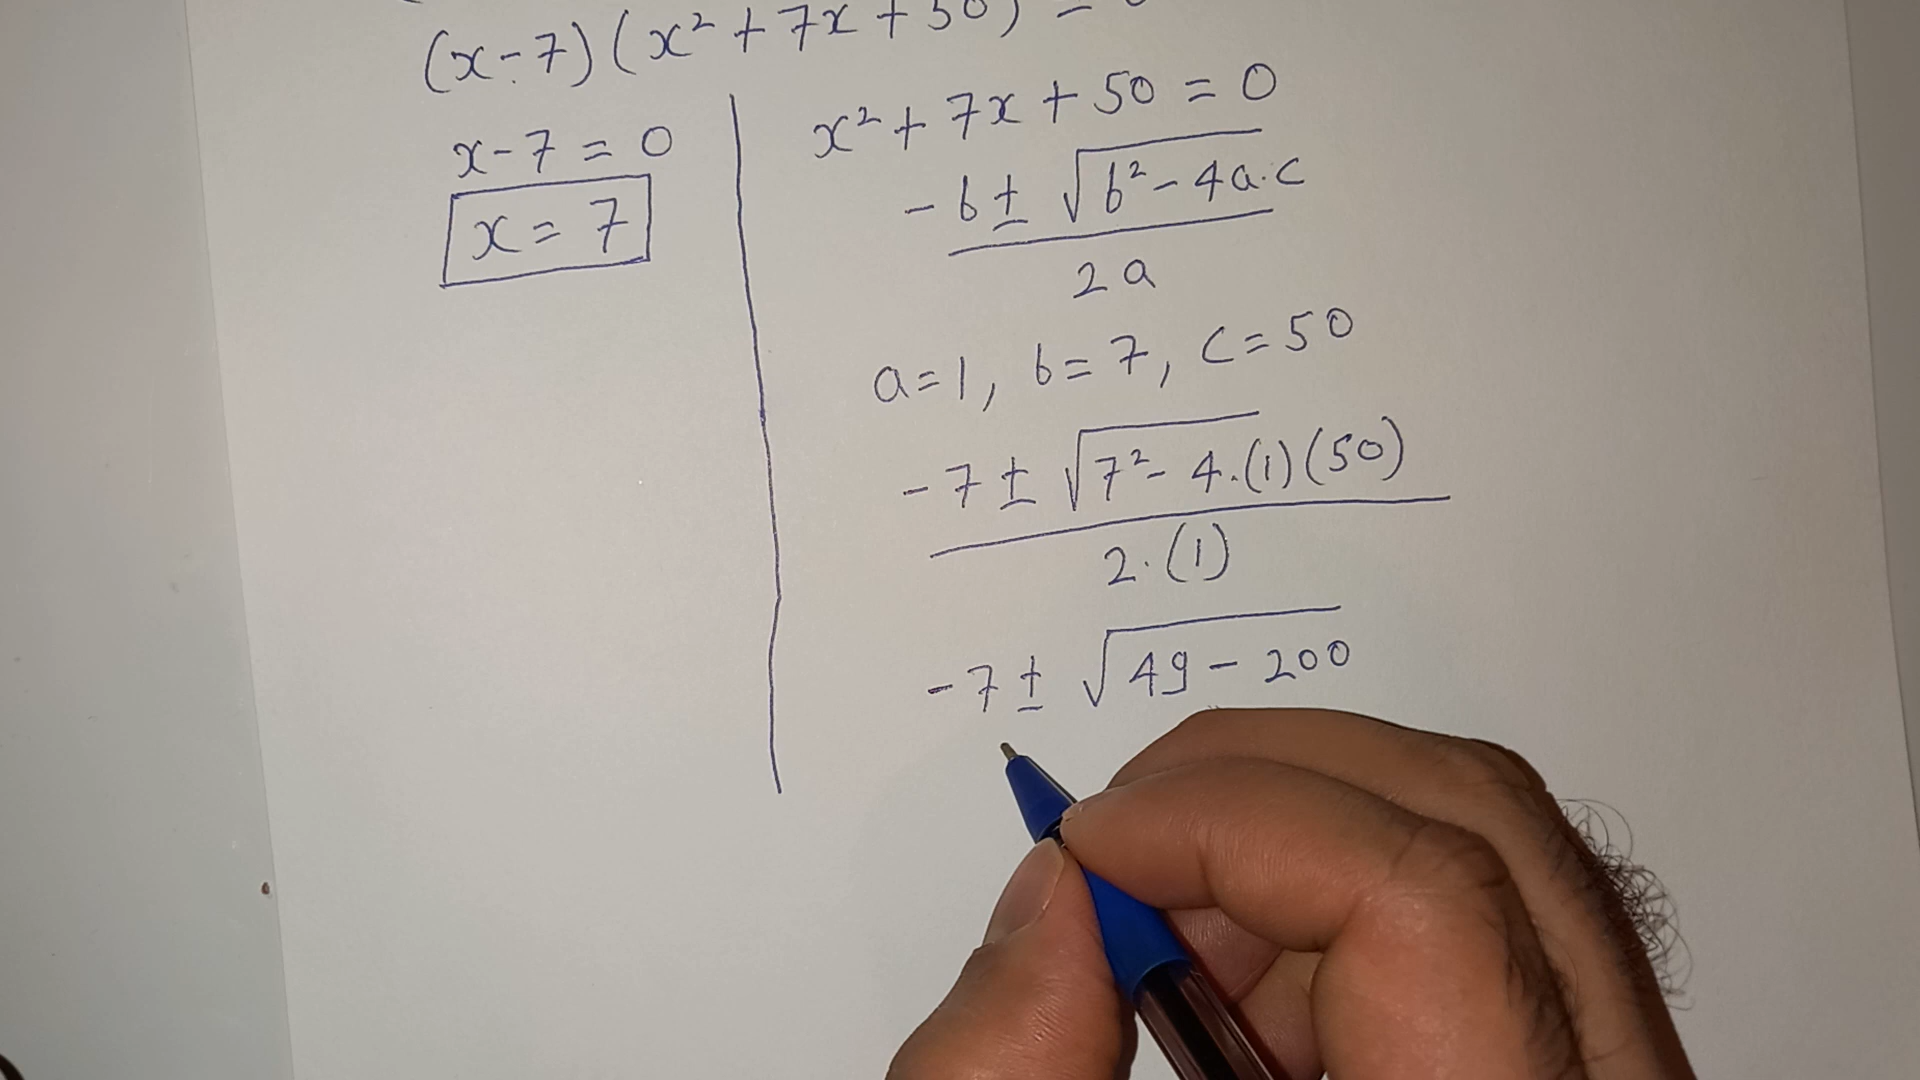 (x-7)(x²+7x+50) =
x-7=0
x=7
x²+7x+50=0
-b±√b²-4a·c
2a
a=1, b=7, c=50
-7±√7²-4·(1)(50)
2·(1)
-7±√49-200